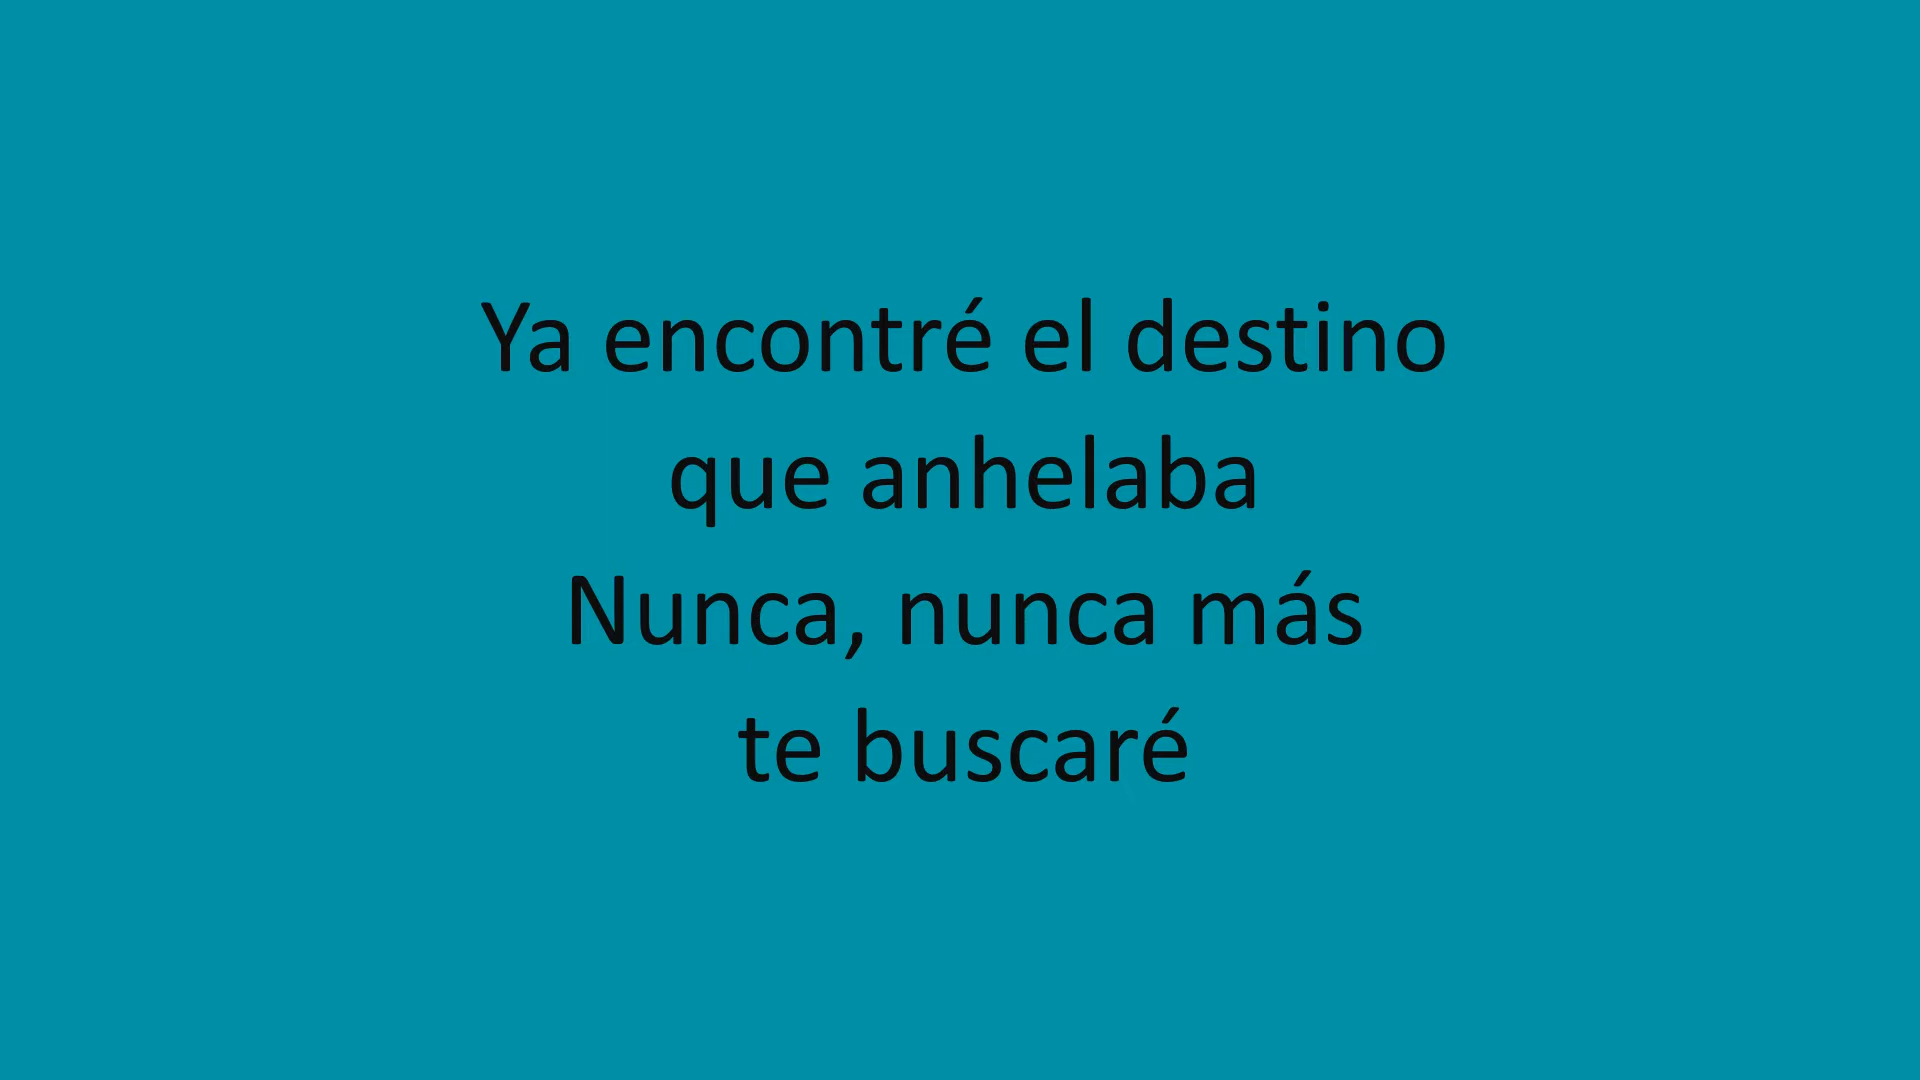 Ya encontré el destino
que anhelaba
Nunca, nunca más
te buscaré